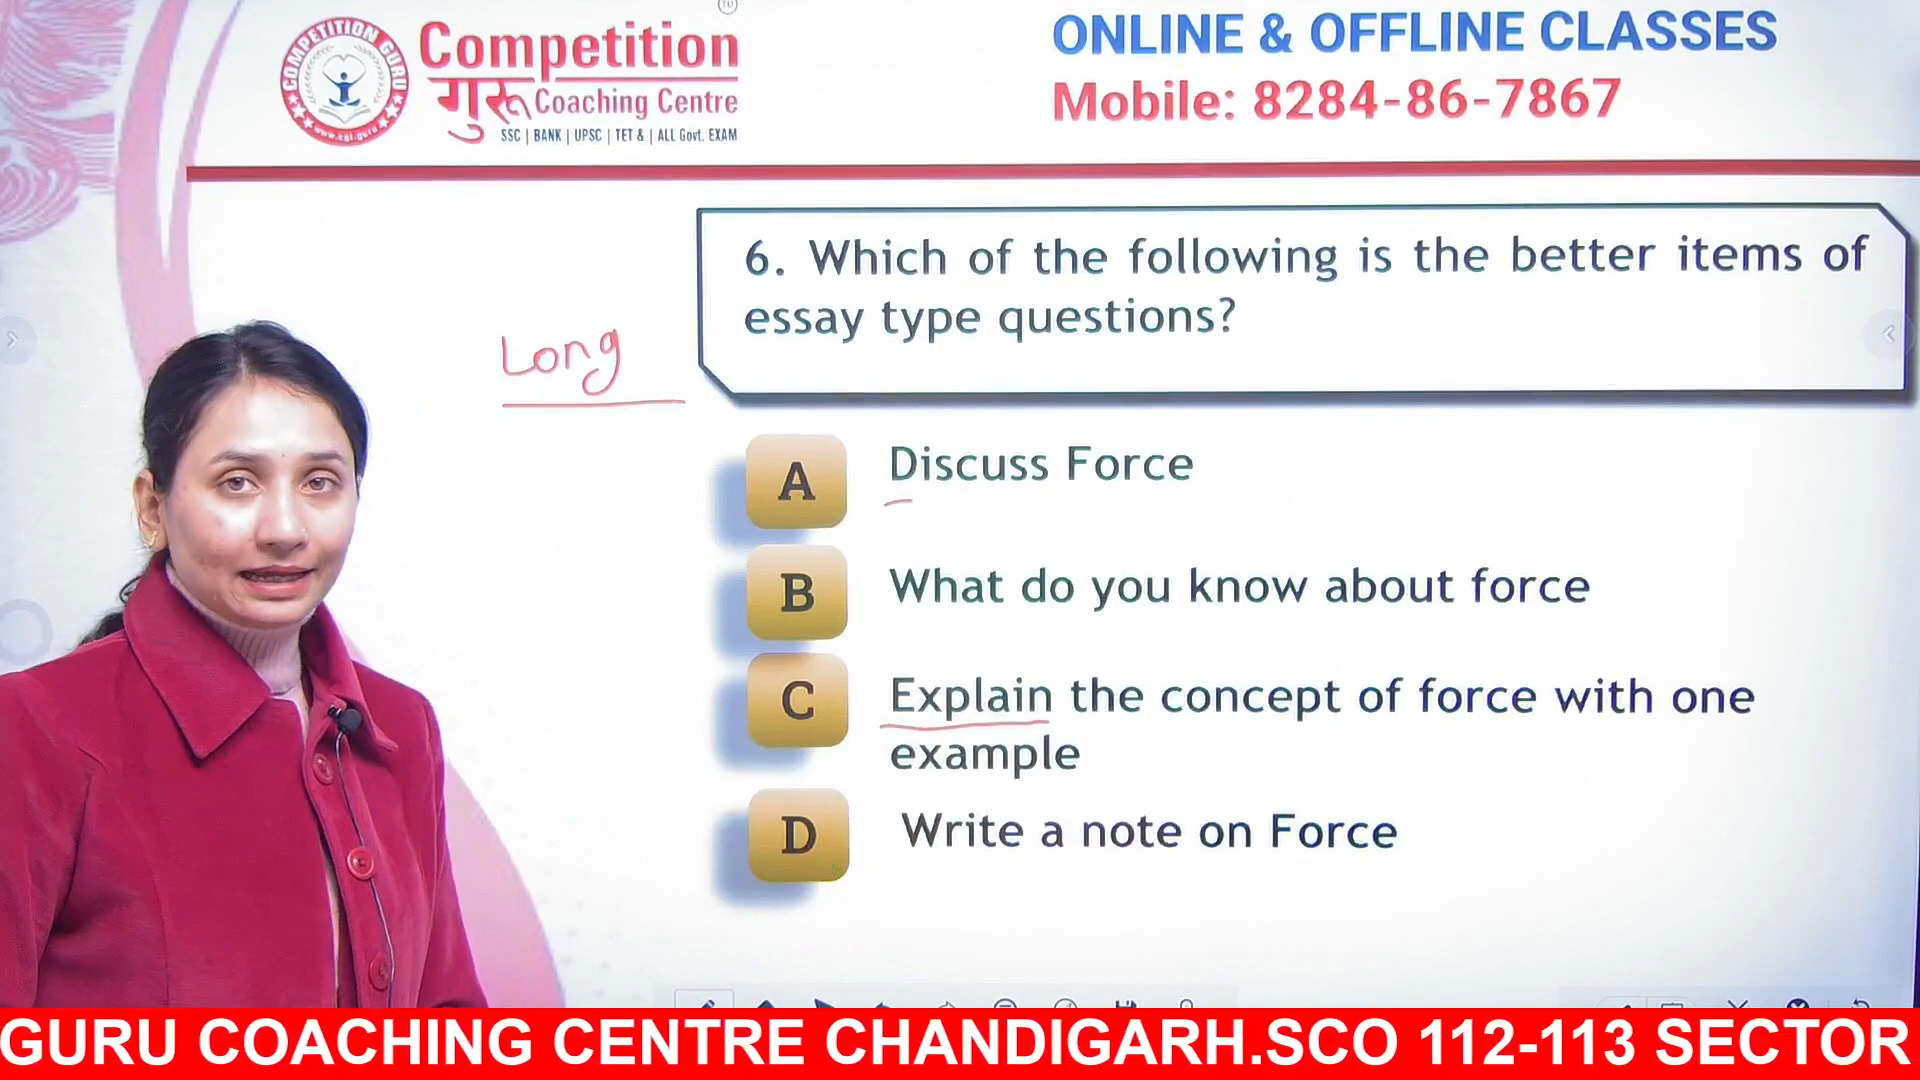 COMPETITION GURU
www.cgl.guru
Competition
गुरू Coaching Centre
SSC | BANK | UPSC | TET & | ALL Govt. EXAM
ONLINE & OFFLINE CLASSES
Mobile: 8284-86-7867
6. Which of the following is the better items of
essay type questions?
Long
A Discuss Force
B What do you know about force
C Explain the concept of force with one
example
D Write a note on Force
GURU COACHING CENTRE CHANDIGARH.SCO 112-113 SECTOR